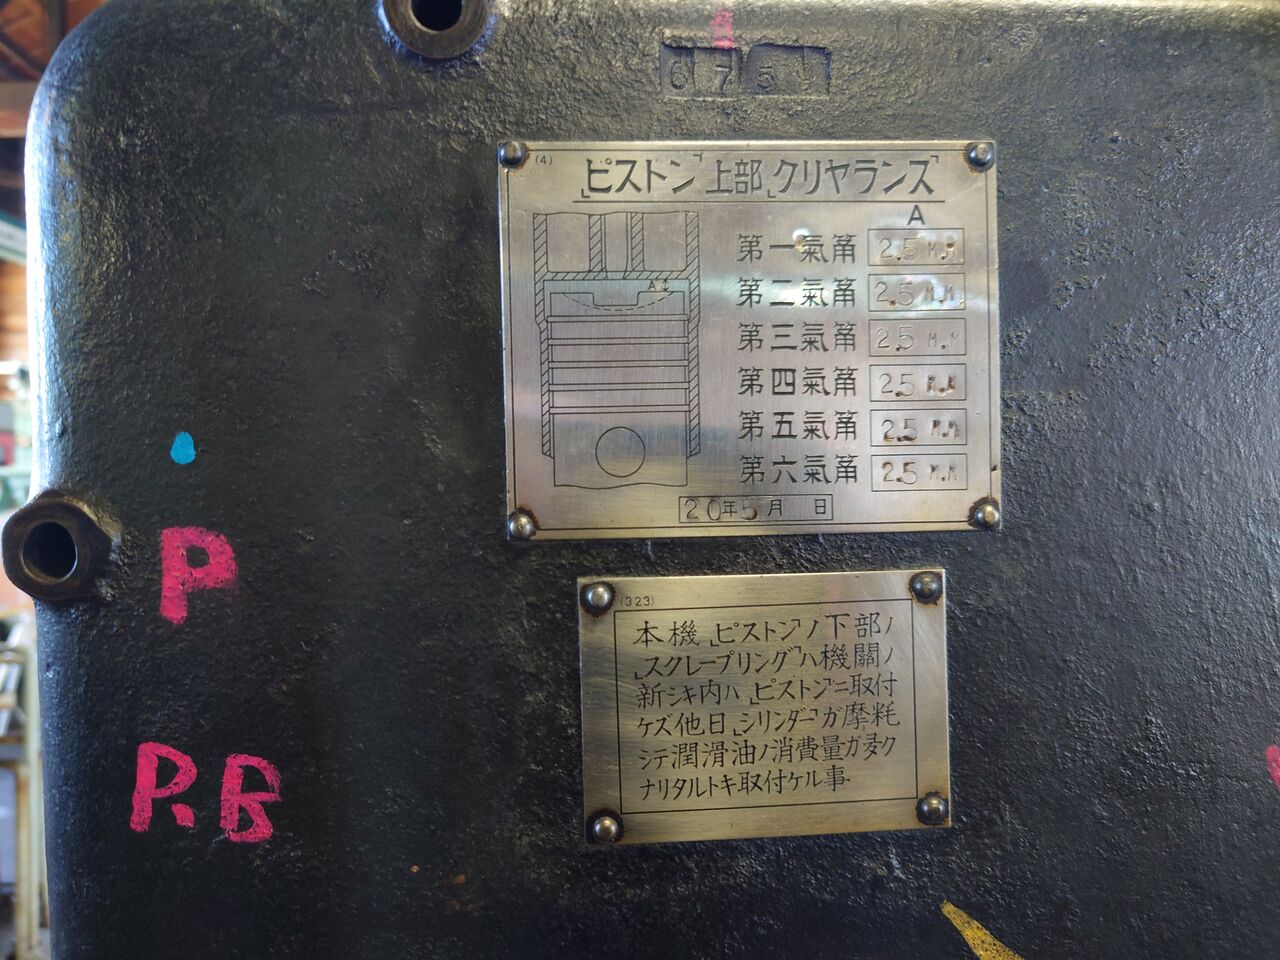 675
(4)
「ピストン」上部「クリヤランス」
A
第一氣筩 2.5 M.M
第二氣筩 2.5 M.M
第三氣筩 2.5 M.M
第四氣筩 2.5 M.M
第五氣筩 2.5 M.M
第六氣筩 2.5 M.M
A
20年5月 日
(323)
本機「ピストン」ノ下部ノ
「スクレープリング」ハ機關ノ
新シキ内ハ「ピストン」ニ取付
ケズ他日「シリンダー」ガ摩耗
シテ潤滑油ノ消費量ガ多ク
ナリタルトキ取付ケル事
P
P.B